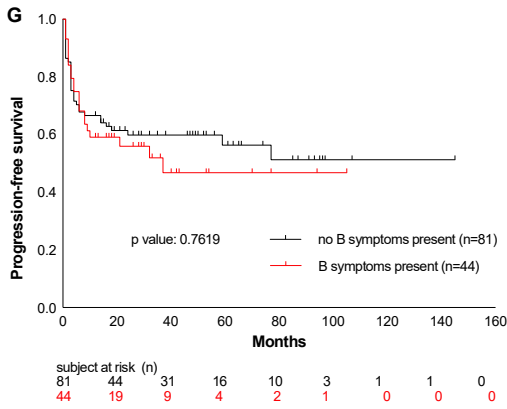 G
Progression-free survival
1.0
0.8
0.6
0.4
0.2
0.0
p value: 0.7619
no B symptoms present (n=81)
B symptoms present (n=44)
0 20 40 60 80 100 120 140 160
Months
subject at risk (n)
81 44 31 16 10 3 1 1 0
44 19 9 4 2 1 0 0 0